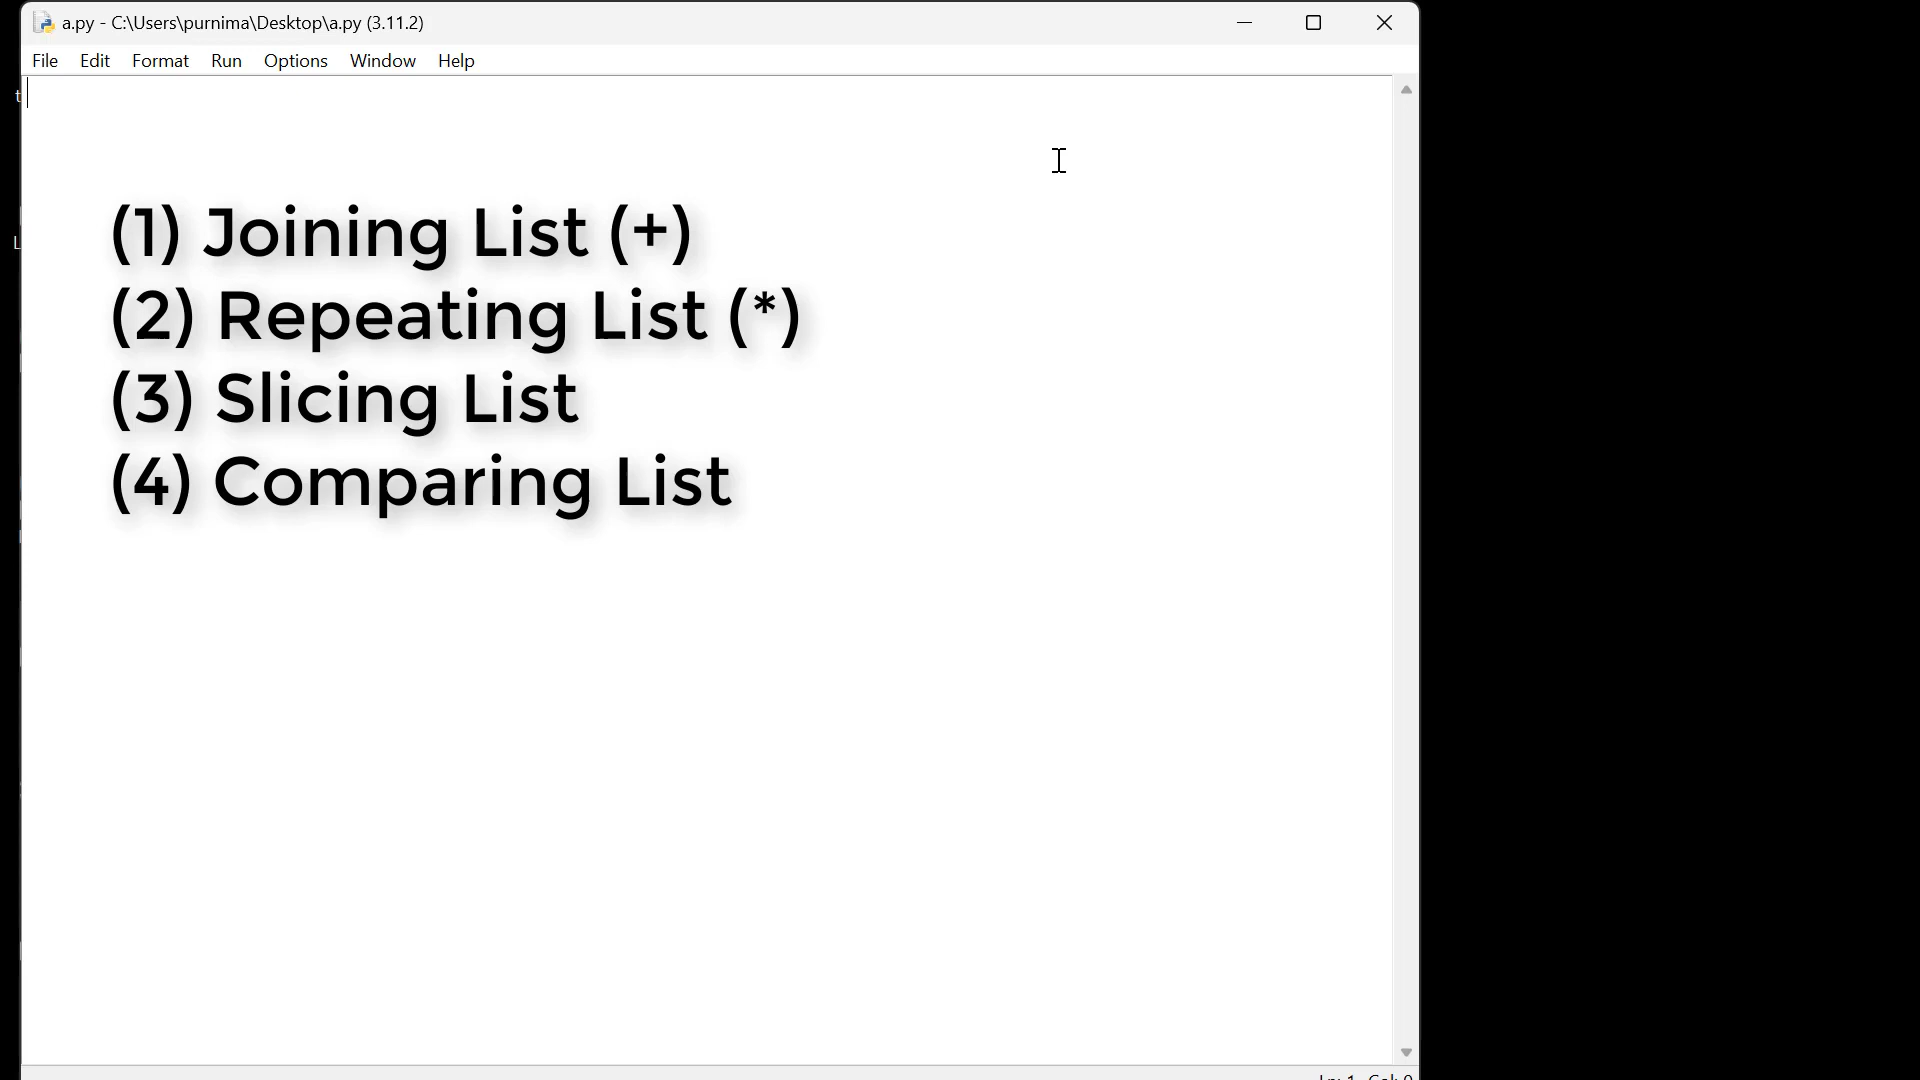 a.py - C:\Users\purnima\Desktop\a.py (3.11.2)
File Edit Format Run Options Window Help
(1) Joining List (+)
(2) Repeating List (*)
(3) Slicing List
(4) Comparing List